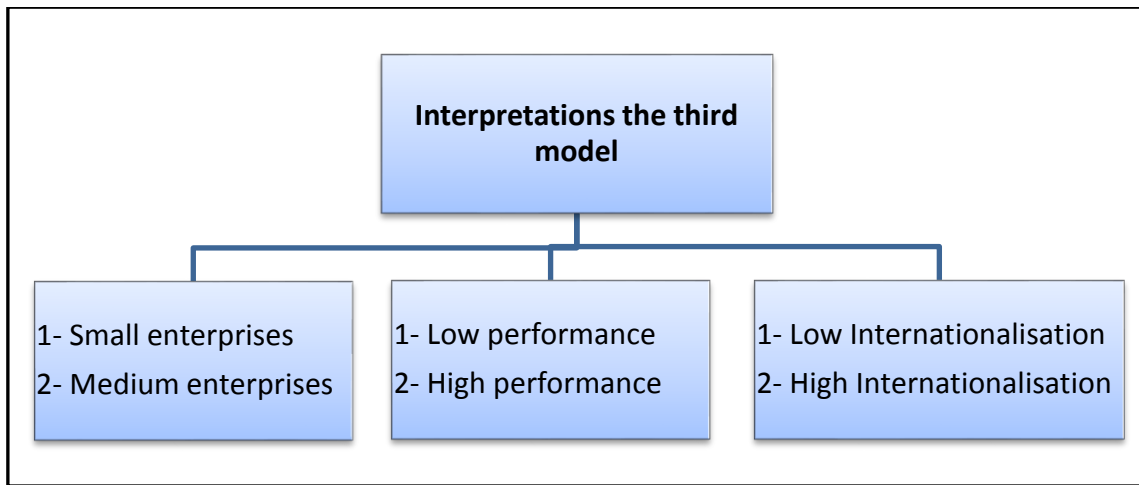 Interpretations the third
model
1- Small enterprises
2- Medium enterprises
1- Low performance
2- High performance
1- Low Internationalisation
2- High Internationalisation